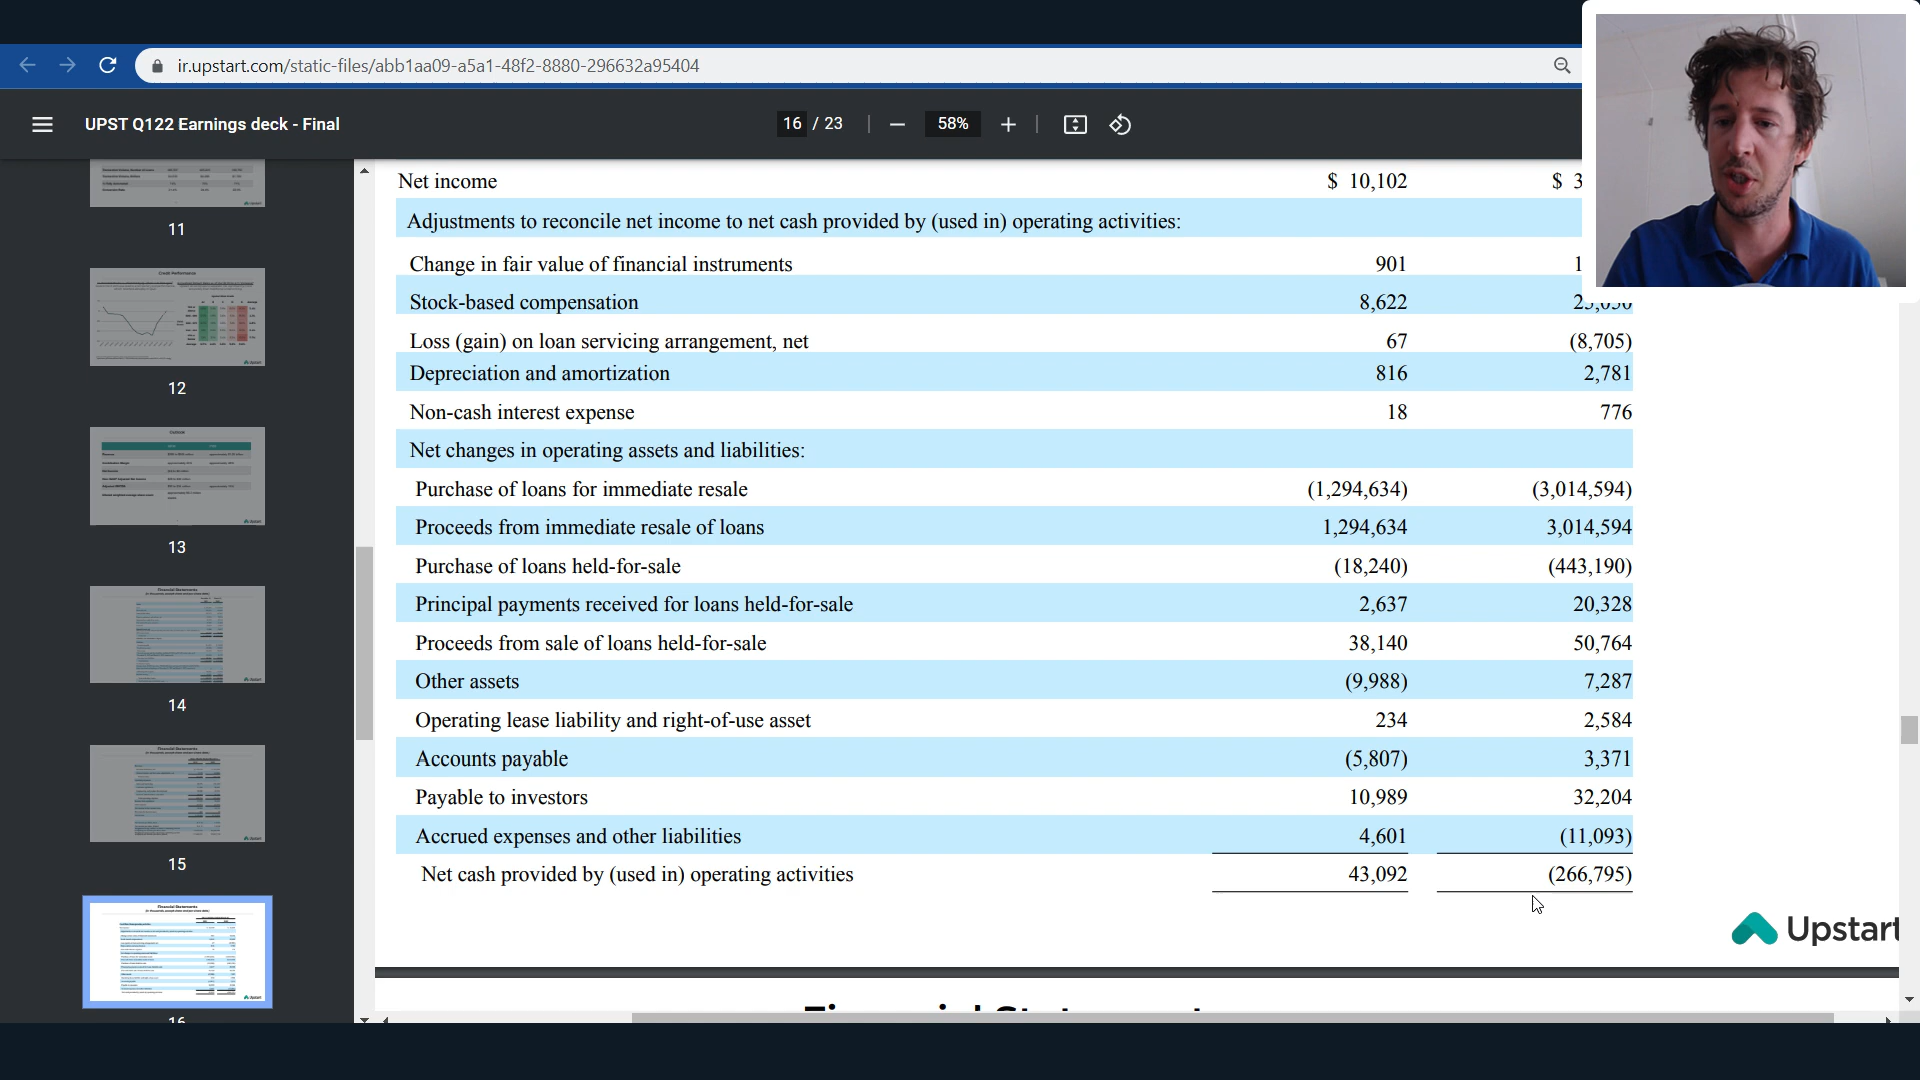 ir.upstart.com/static-files/abb1aa09-a5a1-48f2-8880-296632a95404
UPST Q122 Earnings deck - Final
16 / 23
58%
11
12
13
14
15
16
Net income $ 10,102 $ 3
Adjustments to reconcile net income to net cash provided by (used in) operating activities:
Change in fair value of financial instruments 901 1
Stock-based compensation 8,622
Loss (gain) on loan servicing arrangement, net 67 (8,705)
Depreciation and amortization 816 2,781
Non-cash interest expense 18 776
Net changes in operating assets and liabilities:
Purchase of loans for immediate resale (1,294,634) (3,014,594)
Proceeds from immediate resale of loans 1,294,634 3,014,594
Purchase of loans held-for-sale (18,240) (443,190)
Principal payments received for loans held-for-sale 2,637 20,328
Proceeds from sale of loans held-for-sale 38,140 50,764
Other assets (9,988) 7,287
Operating lease liability and right-of-use asset 234 2,584
Accounts payable (5,807) 3,371
Payable to investors 10,989 32,204
Accrued expenses and other liabilities 4,601 (11,093)
Net cash provided by (used in) operating activities 43,092 (266,795)
Upstart